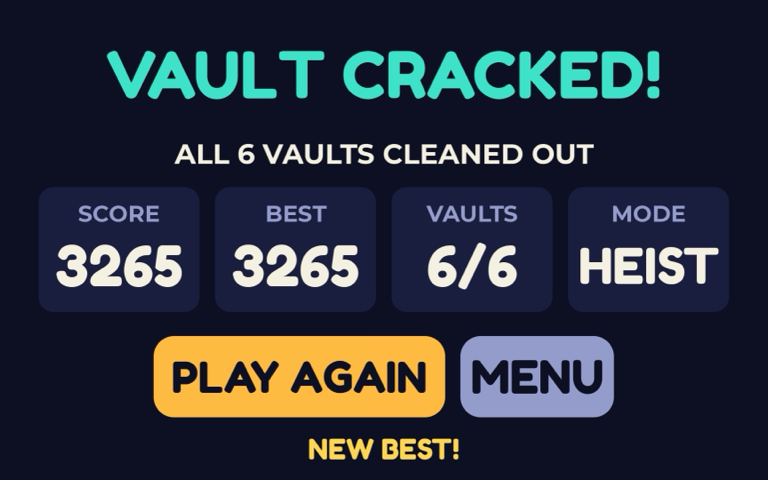 VAULT CRACKED!
ALL 6 VAULTS CLEANED OUT
SCORE BEST VAULTS MODE
3265 3265 6/6 HEIST
PLAY AGAIN MENU
NEW BEST!